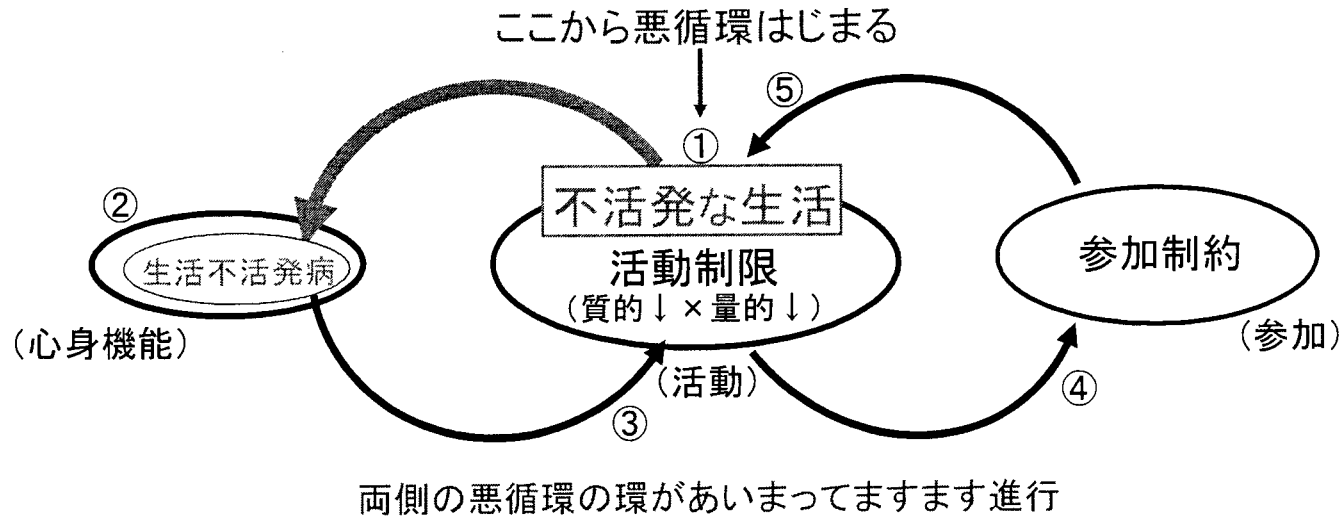 ここから悪循環はじまる
⑤
①
不活発な生活
②
生活不活発病
活動制限
(質的↓×量的↓)
参加制約
(心身機能)
(参加)
(活動)
③
④
両側の悪循環の環があいまってますます進行